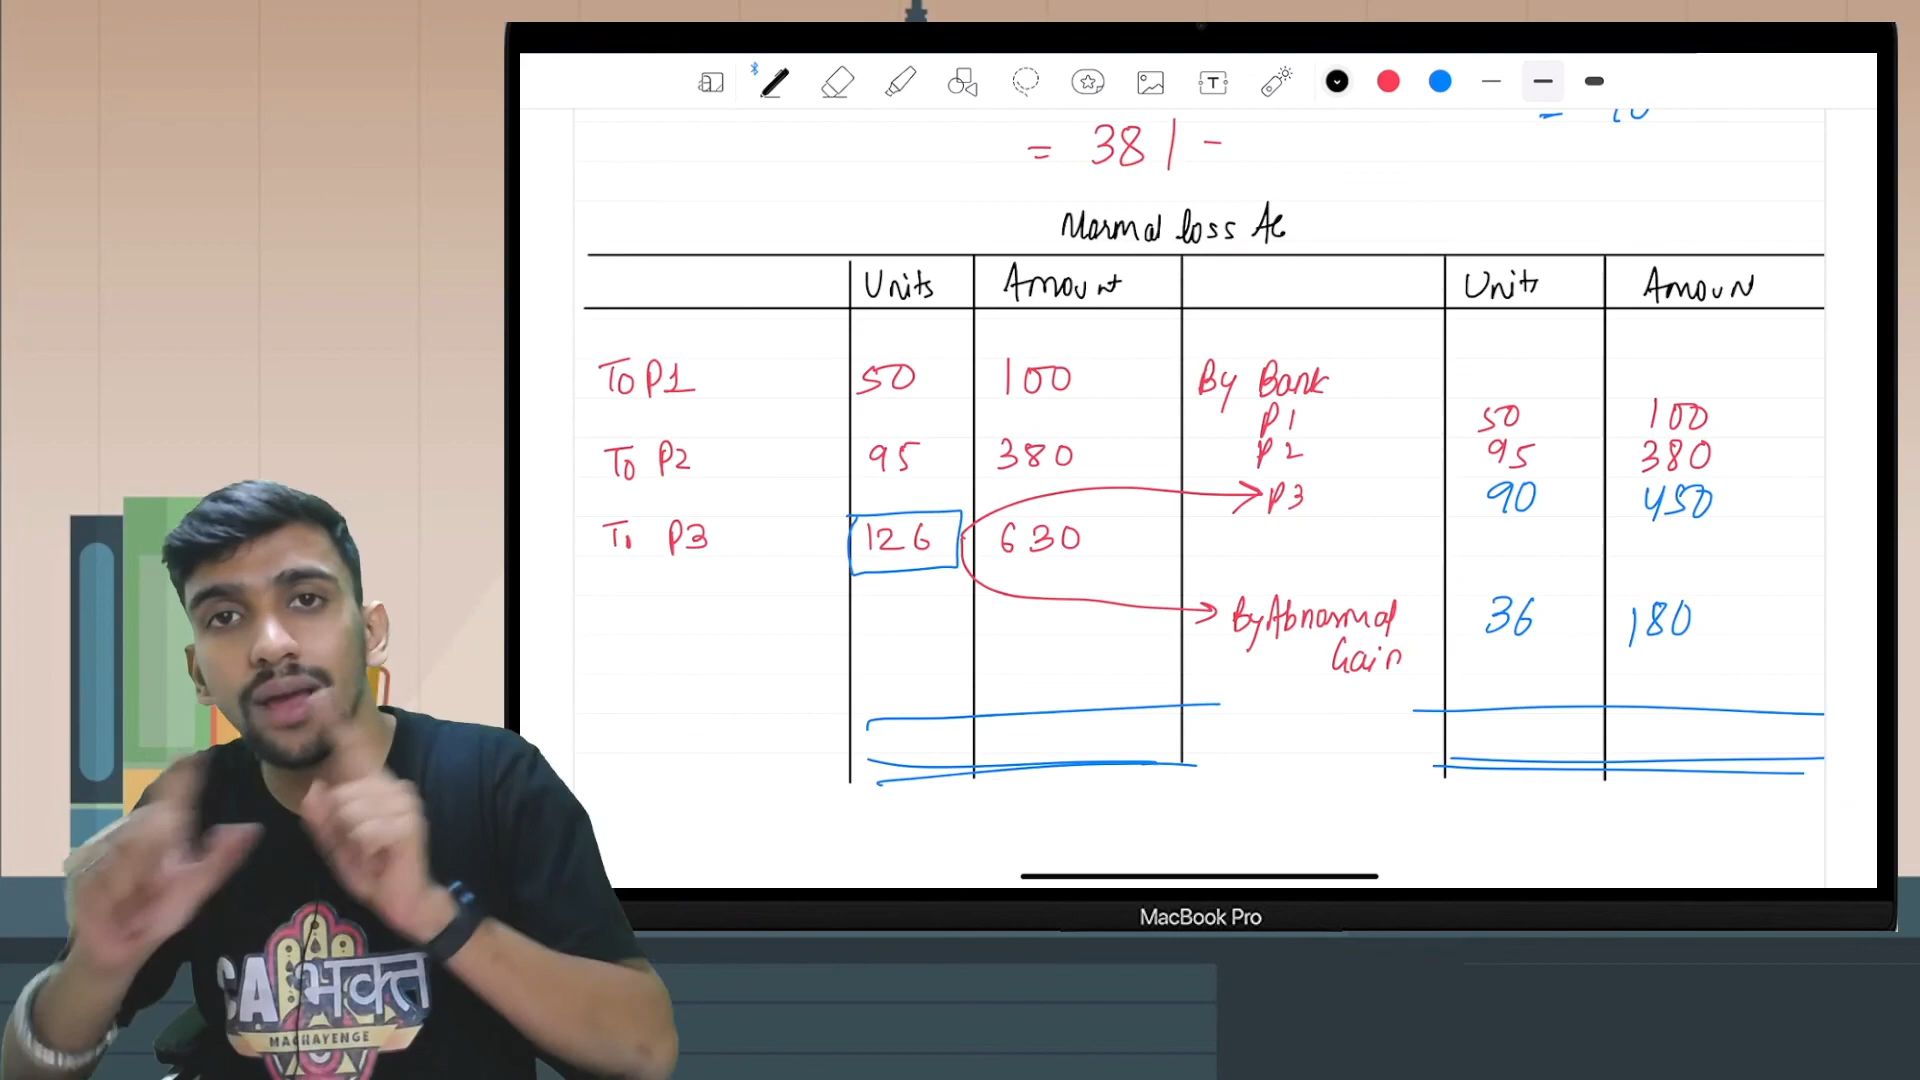 = 38/-
Normal loss Ac
Units Amount Units Amount
To P1 50 100 By Bank
P1 50 100
To P2 95 380 P2 95 380
P3 90 450
To P3 126 630
By Abnormal 36 180
Gain
MacBook Pro
CA भक्त
MACHAYENGE